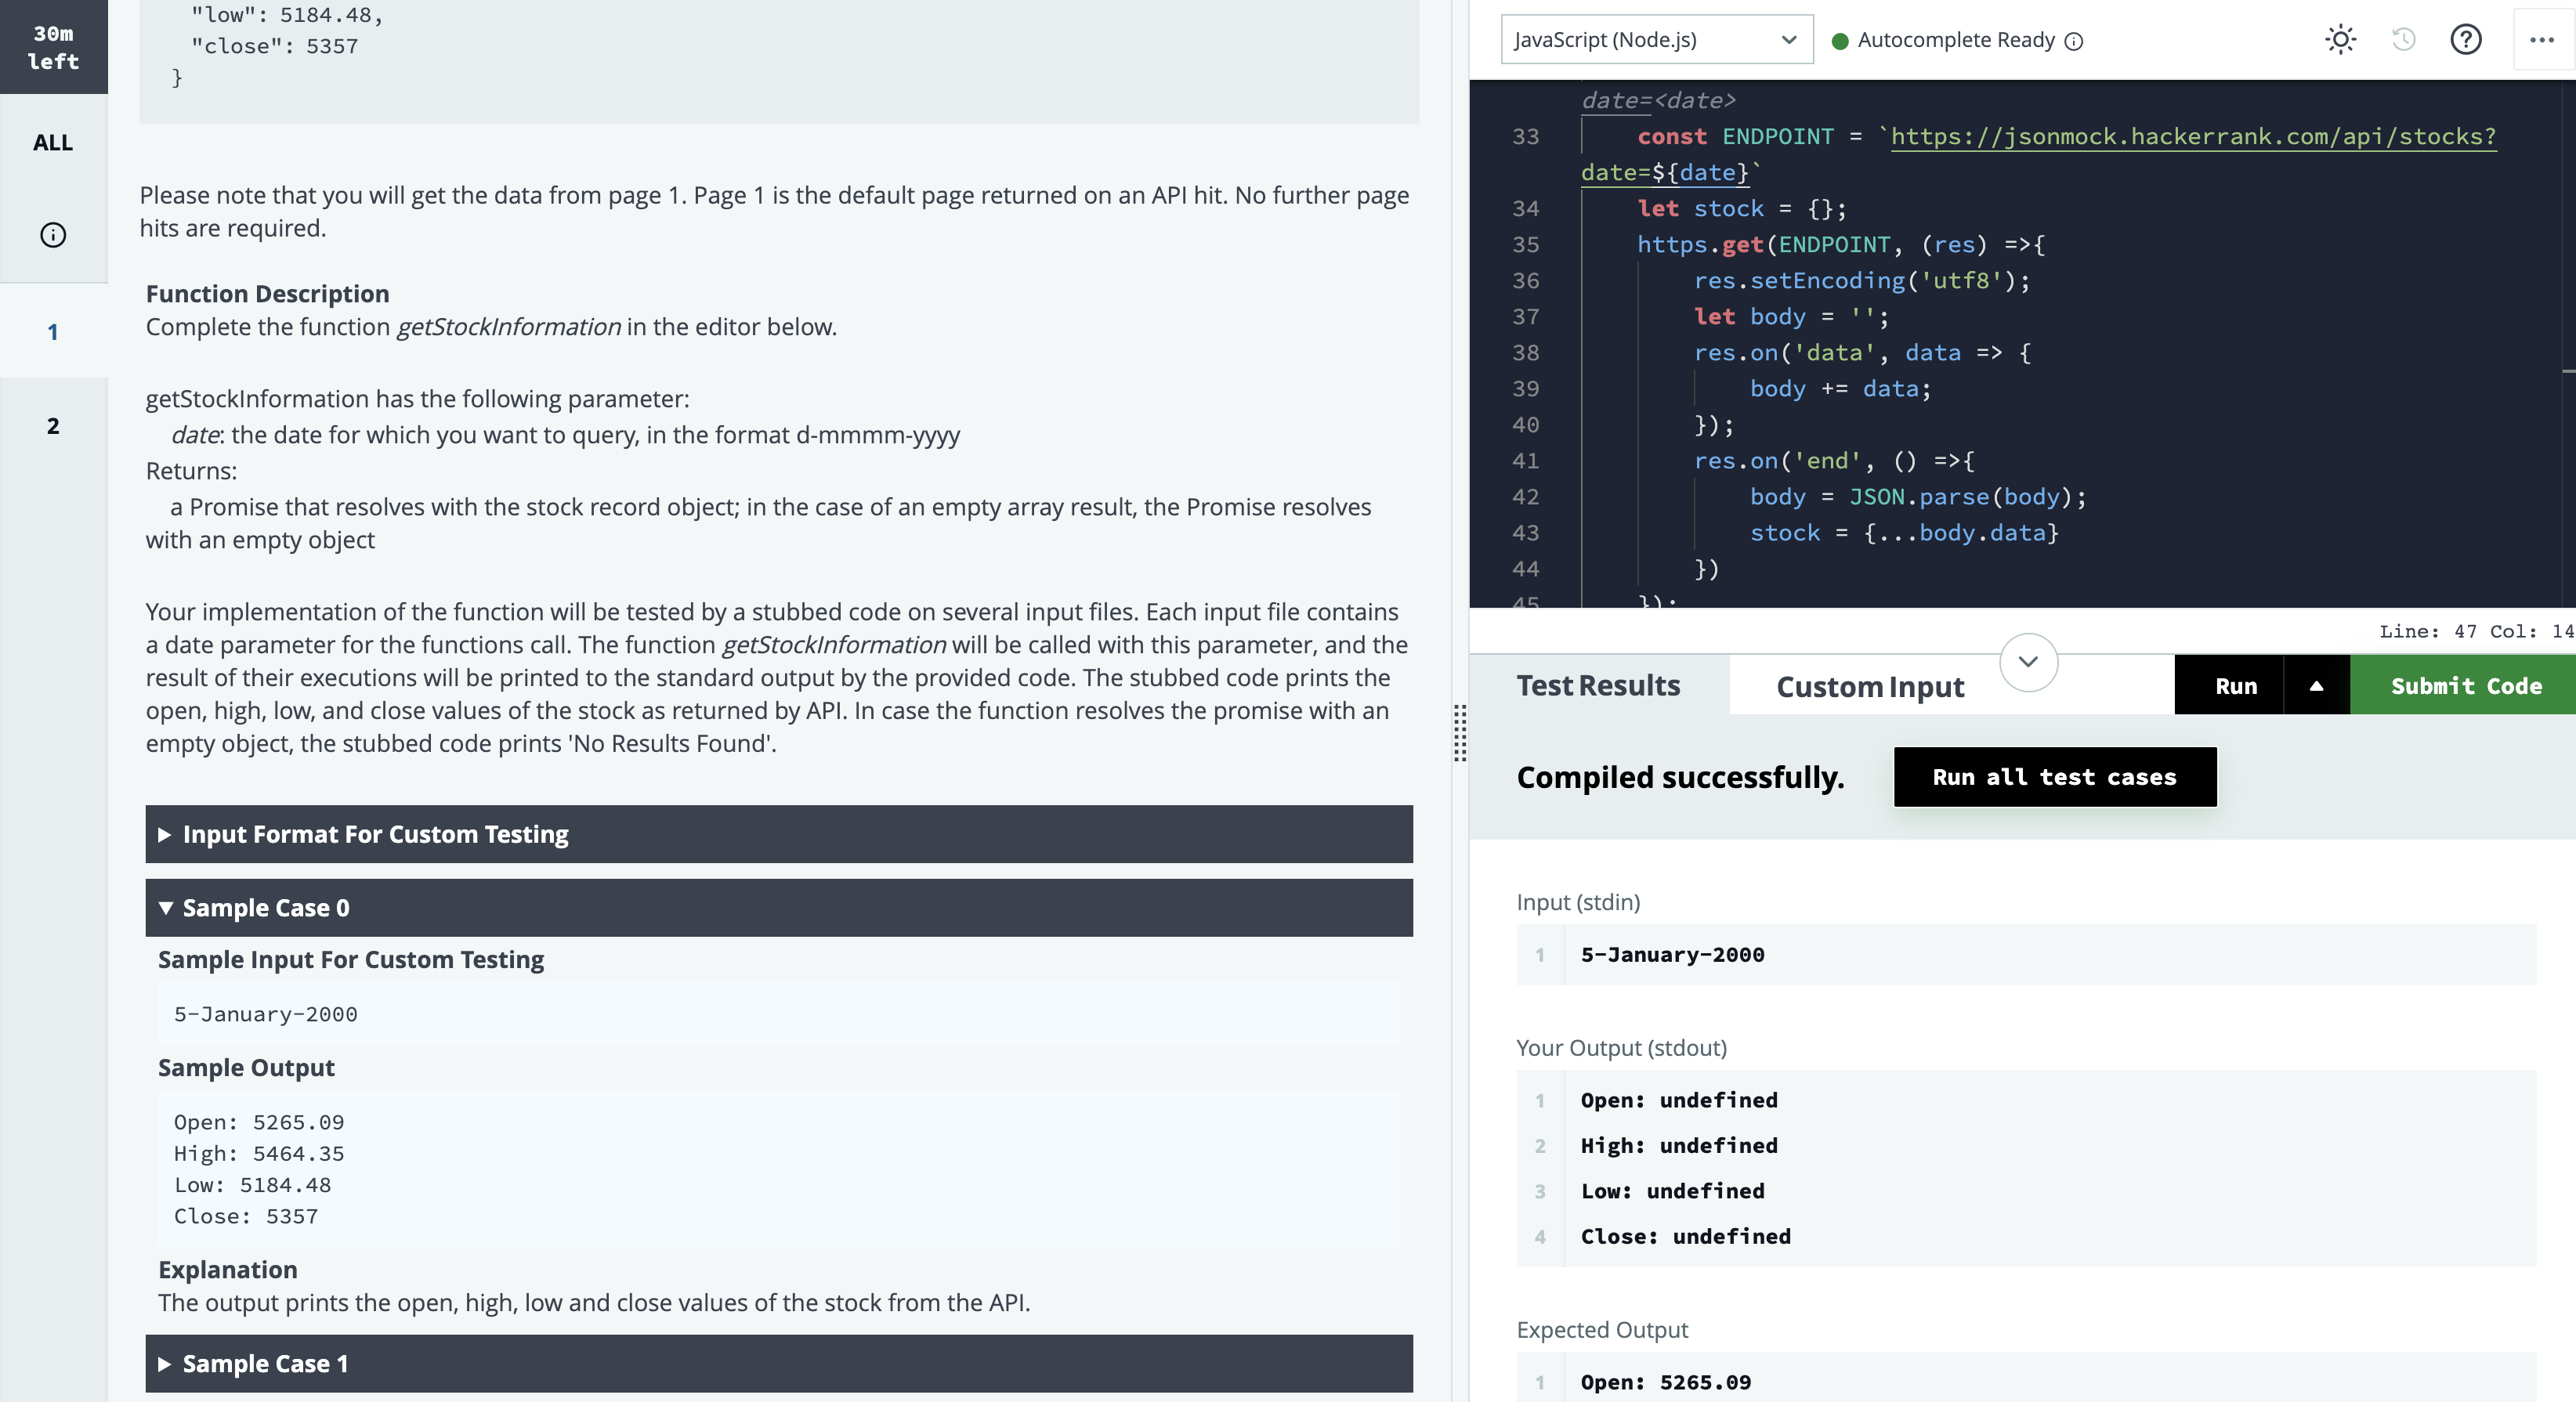 30m
left
ALL
1
2
"low": 5184.48,
"close": 5357
}
Please note that you will get the data from page 1. Page 1 is the default page returned on an API hit. No further page
hits are required.
Function Description
Complete the function getStockInformation in the editor below.
getStockInformation has the following parameter:
date: the date for which you want to query, in the format d-mmmm-yyyy
Returns:
a Promise that resolves with the stock record object; in the case of an empty array result, the Promise resolves
with an empty object
Your implementation of the function will be tested by a stubbed code on several input files. Each input file contains
a date parameter for the functions call. The function getStockInformation will be called with this parameter, and the
result of their executions will be printed to the standard output by the provided code. The stubbed code prints the
open, high, low, and close values of the stock as returned by API. In case the function resolves the promise with an
empty object, the stubbed code prints 'No Results Found'.
Input Format For Custom Testing
Sample Case 0
Sample Input For Custom Testing
5-January-2000
Sample Output
Open: 5265.09
High: 5464.35
Low: 5184.48
Close: 5357
Explanation
The output prints the open, high, low and close values of the stock from the API.
Sample Case 1
JavaScript (Node.js)
Autocomplete Ready
date=<date>
33 const ENDPOINT = `https://jsonmock.hackerrank.com/api/stocks?
date=${date}`
34 let stock = {};
35 https.get(ENDPOINT, (res) =>{
36 res.setEncoding('utf8');
37 let body = '';
38 res.on('data', data => {
39 body += data;
40 });
41 res.on('end', () =>{
42 body = JSON.parse(body);
43 stock = {...body.data}
44 })
45 });
Line: 47 Col: 14
Test Results
Custom Input
Run
Submit Code
Compiled successfully.
Run all test cases
Input (stdin)
1 5-January-2000
Your Output (stdout)
1 Open: undefined
2 High: undefined
3 Low: undefined
4 Close: undefined
Expected Output
1 Open: 5265.09